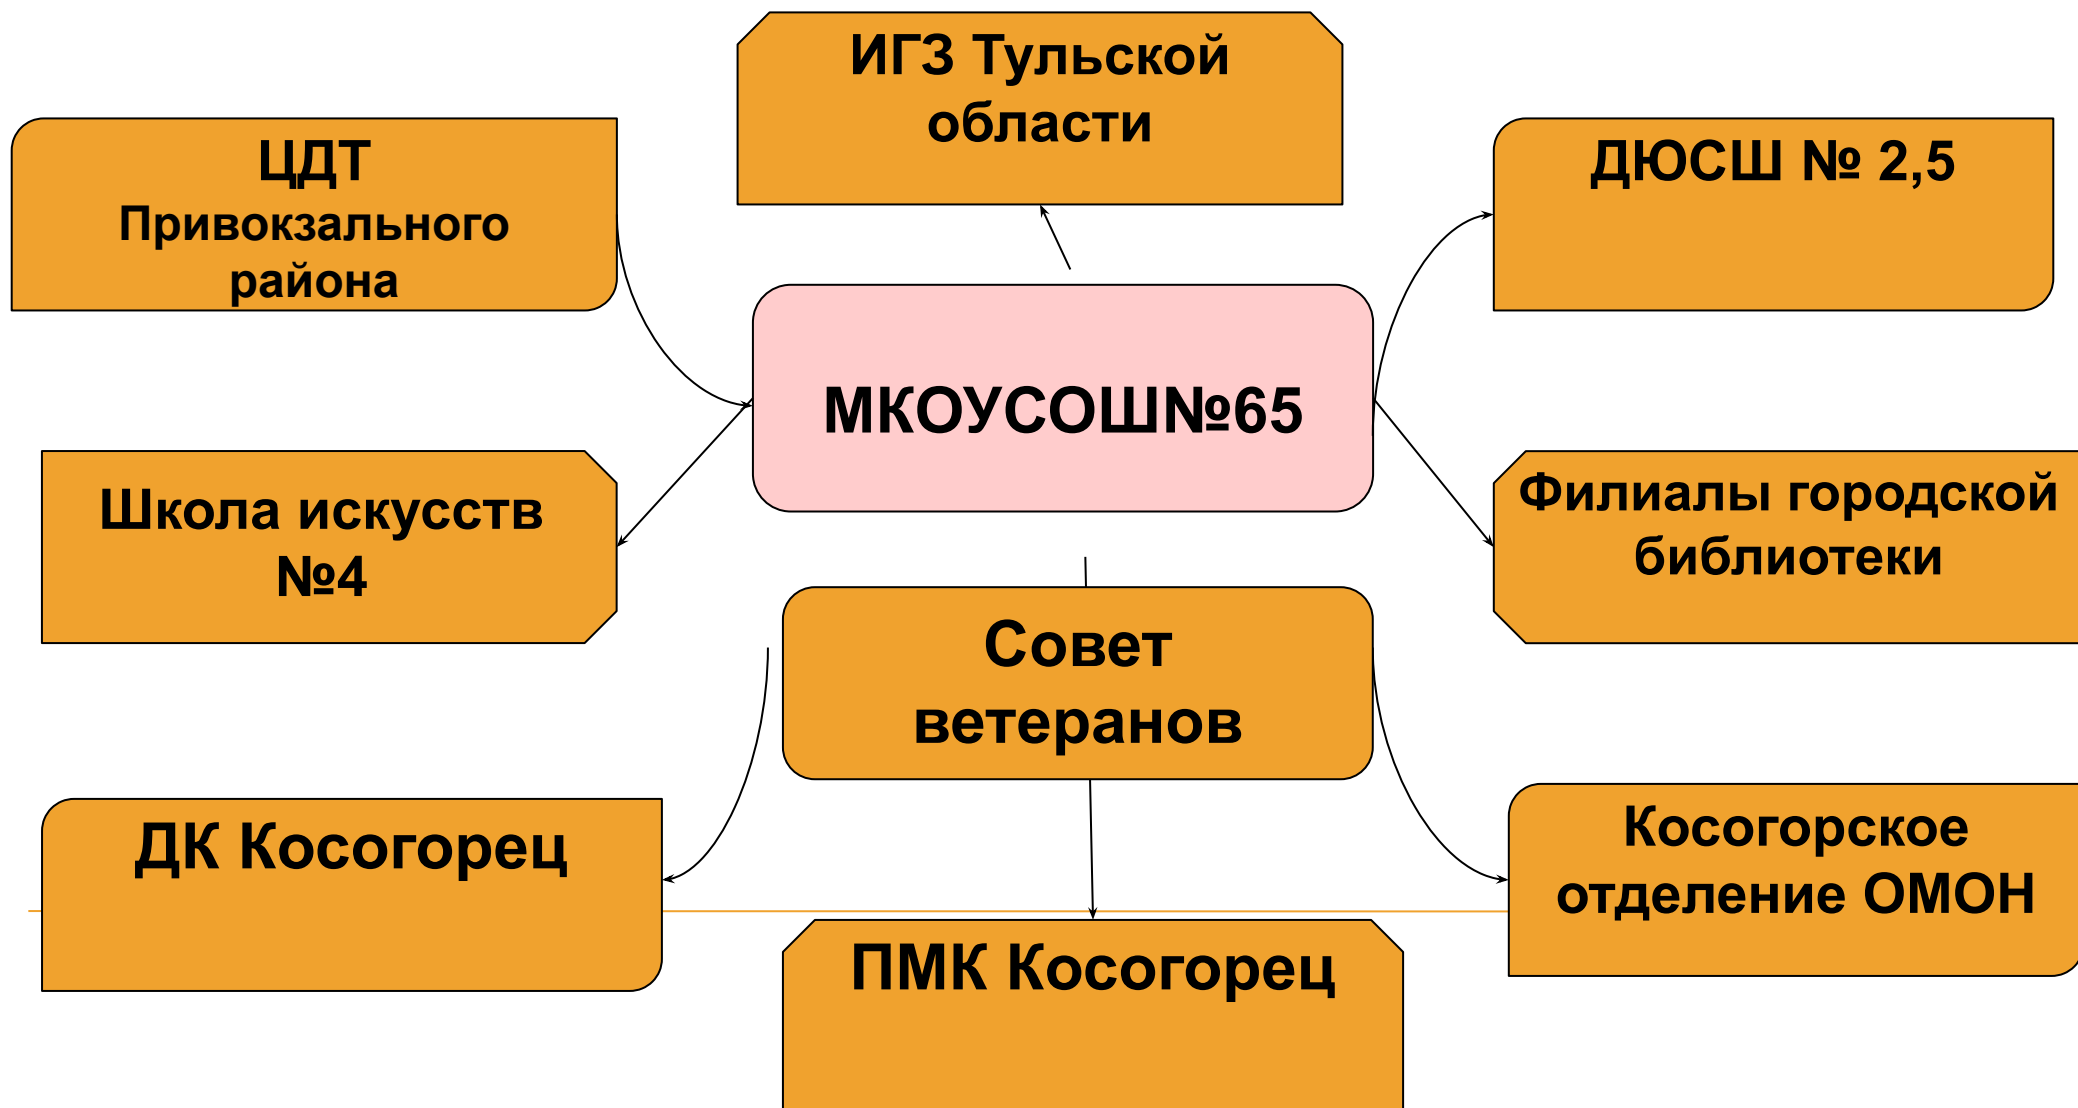 ИГЗ Тульской
области
ЦДТ
Привокзального
района
ДЮСШ № 2,5
МКОУСОШ№65
Школа искусств
№4
Филиалы городской
библиотеки
Совет
ветеранов
ДК Косогорец
Косогорское
отделение ОМОН
ПМК Косогорец